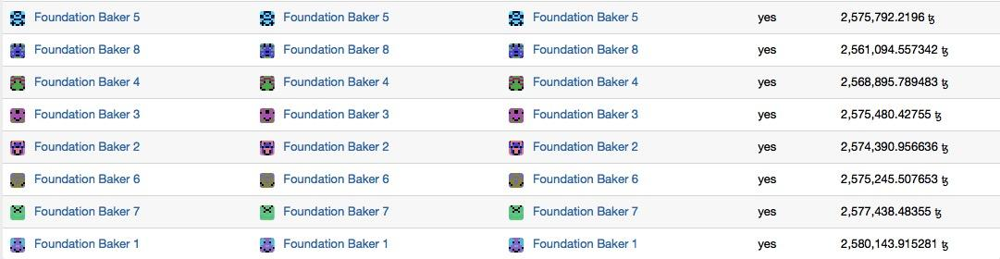 Foundation Baker 5 Foundation Baker 5 Foundation Baker 5 yes 2,575,792.2196 ꜩ
Foundation Baker 8 Foundation Baker 8 Foundation Baker 8 yes 2,561,094.557342 ꜩ
Foundation Baker 4 Foundation Baker 4 Foundation Baker 4 yes 2,568,895.789483 ꜩ
Foundation Baker 3 Foundation Baker 3 Foundation Baker 3 yes 2,575,480.42755 ꜩ
Foundation Baker 2 Foundation Baker 2 Foundation Baker 2 yes 2,574,390.956636 ꜩ
Foundation Baker 6 Foundation Baker 6 Foundation Baker 6 yes 2,575,245.507653 ꜩ
Foundation Baker 7 Foundation Baker 7 Foundation Baker 7 yes 2,577,438.48355 ꜩ
Foundation Baker 1 Foundation Baker 1 Foundation Baker 1 yes 2,580,143.915281 ꜩ